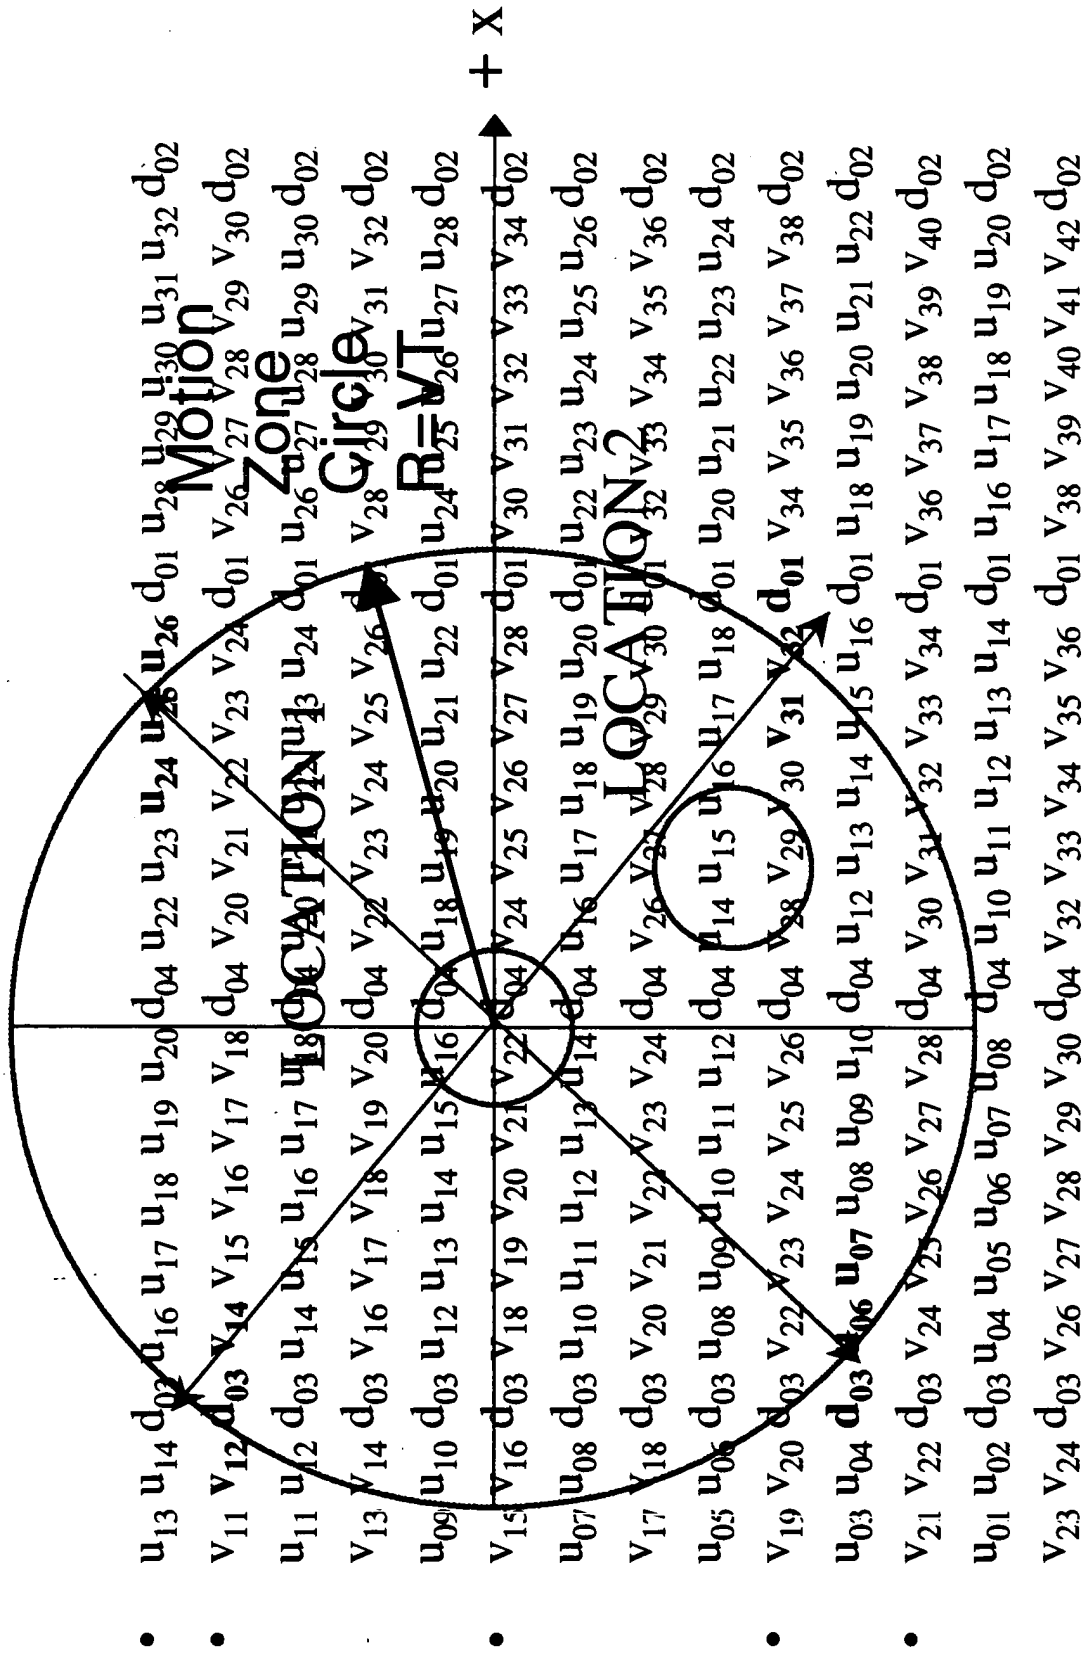 • u13 u14 d03 u16 u17 u18 u19 u20 d04 u22 u23 u24 u25 u26 d01 u28 u29 u30 u31 u32 d02
Motion
• v11 v12 d03 v14 v15 v16 v17 v18 d04 v20 v21 v22 v23 v24 d01 v26 v27 v28 v29 v30 d02
Zone
u11 u12 d03 u14 u15 u16 u17 u18 d04 u20 u21 u22 u23 u24 d01 u26 u27 u28 u29 u30 d02
LOCATION 1
Circle
v13 v14 d03 v16 v17 v18 v19 v20 d04 v22 v23 v24 v25 v26 d01 v28 v29 v30 v31 v32 d02
R=VT
u09 u10 d03 u12 u13 u14 u15 u16 d04 u18 u19 u20 u21 u22 d01 u24 u25 u26 u27 u28 d02
• v15 v16 d03 v18 v19 v20 v21 v22 d04 v24 v25 v26 v27 v28 d01 v30 v31 v32 v33 v34 d02 + x
u07 u08 d03 u10 u11 u12 u13 u14 d04 u16 u17 u18 u19 u20 d01 u22 u23 u24 u25 u26 d02
LOCATION 2
v17 v18 d03 v20 v21 v22 v23 v24 d04 v26 v27 v28 v29 v30 d01 v32 v33 v34 v35 v36 d02
u05 u06 d03 u08 u09 u10 u11 u12 d04 u14 u15 u16 u17 u18 d01 u20 u21 u22 u23 u24 d02
• v19 v20 d03 v22 v23 v24 v25 v26 d04 v28 v29 v30 v31 v32 d01 v34 v35 v36 v37 v38 d02
u03 u04 d03 u06 u07 u08 u09 u10 d04 u12 u13 u14 u15 u16 d01 u18 u19 u20 u21 u22 d02
• v21 v22 d03 v24 v25 v26 v27 v28 d04 v30 v31 v32 v33 v34 d01 v36 v37 v38 v39 v40 d02
u01 u02 d03 u04 u05 u06 u07 u08 d04 u10 u11 u12 u13 u14 d01 u16 u17 u18 u19 u20 d02
v23 v24 d03 v26 v27 v28 v29 v30 d04 v32 v33 v34 v35 v36 d01 v38 v39 v40 v41 v42 d02